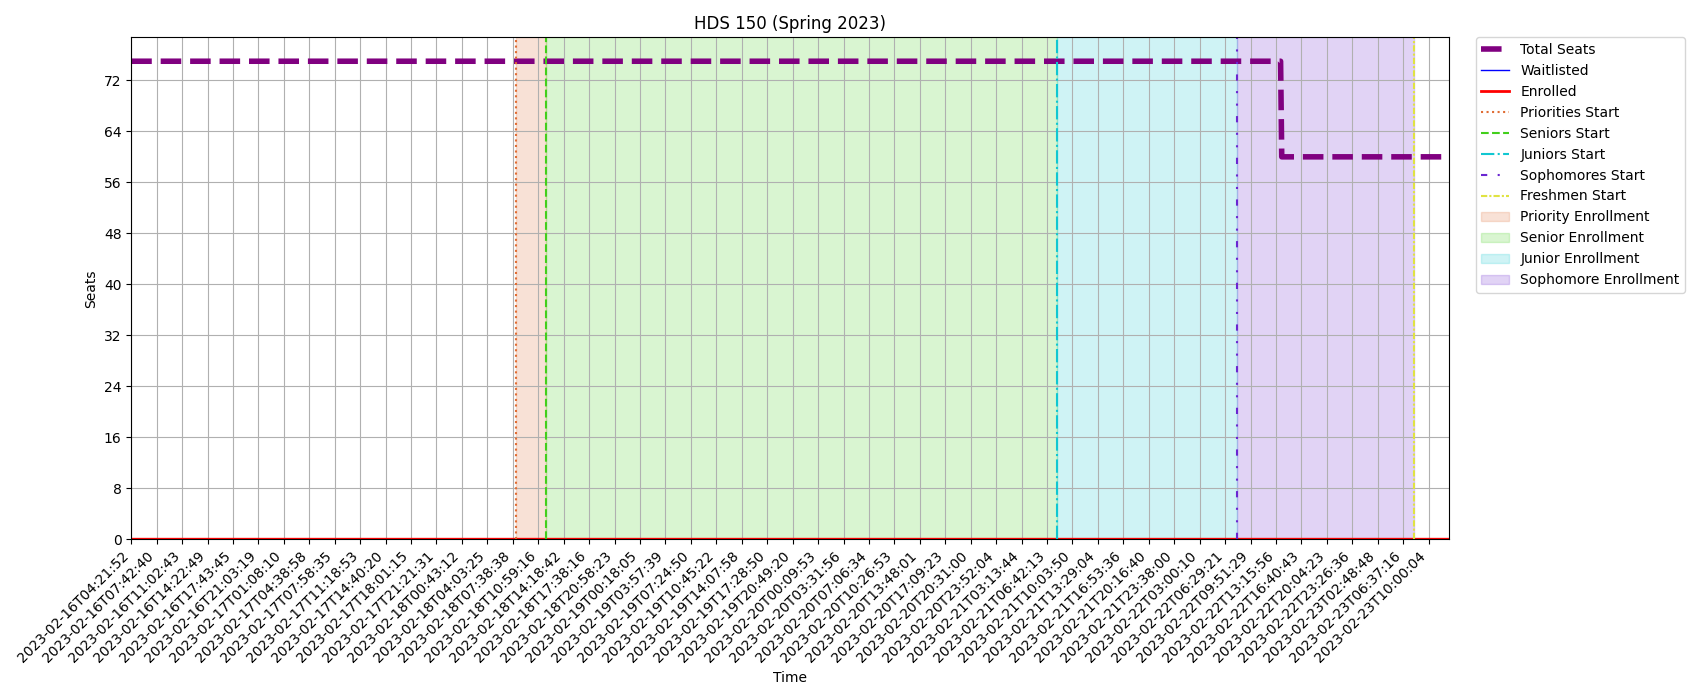 HDS 150 (Spring 2023)
Seats
72
64
56
48
40
32
24
16
8
0
2023-02-16T04:21:52
2023-02-16T07:42:40
2023-02-16T11:02:43
2023-02-16T14:22:49
2023-02-16T17:43:45
2023-02-16T21:03:19
2023-02-17T01:08:10
2023-02-17T04:38:58
2023-02-17T07:58:35
2023-02-17T11:18:53
2023-02-17T14:40:20
2023-02-17T18:01:15
2023-02-17T21:21:31
2023-02-18T00:43:12
2023-02-18T04:03:25
2023-02-18T07:38:38
2023-02-18T10:59:16
2023-02-18T14:18:42
2023-02-18T17:38:16
2023-02-18T20:58:23
2023-02-19T00:18:05
2023-02-19T03:57:39
2023-02-19T07:24:50
2023-02-19T10:45:22
2023-02-19T14:07:58
2023-02-19T17:28:50
2023-02-19T20:49:20
2023-02-20T00:09:53
2023-02-20T03:31:56
2023-02-20T07:06:34
2023-02-20T10:26:53
2023-02-20T13:48:01
2023-02-20T17:09:23
2023-02-20T20:31:00
2023-02-20T23:52:04
2023-02-21T03:13:44
2023-02-21T06:42:13
2023-02-21T10:03:50
2023-02-21T13:29:04
2023-02-21T16:53:36
2023-02-21T20:16:40
2023-02-21T23:38:00
2023-02-22T03:00:10
2023-02-22T06:29:21
2023-02-22T09:51:29
2023-02-22T13:15:56
2023-02-22T16:40:43
2023-02-22T20:04:23
2023-02-22T23:26:36
2023-02-23T02:48:48
2023-02-23T06:37:16
2023-02-23T10:00:04
Time
Total Seats
Waitlisted
Enrolled
Priorities Start
Seniors Start
Juniors Start
Sophomores Start
Freshmen Start
Priority Enrollment
Senior Enrollment
Junior Enrollment
Sophomore Enrollment